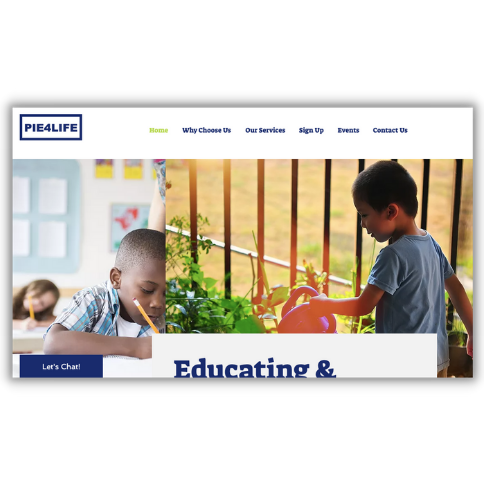 PIE4LIFE
Home Why Choose Us Our Services Sign Up Events Contact Us
Let's Chat!
Educating &